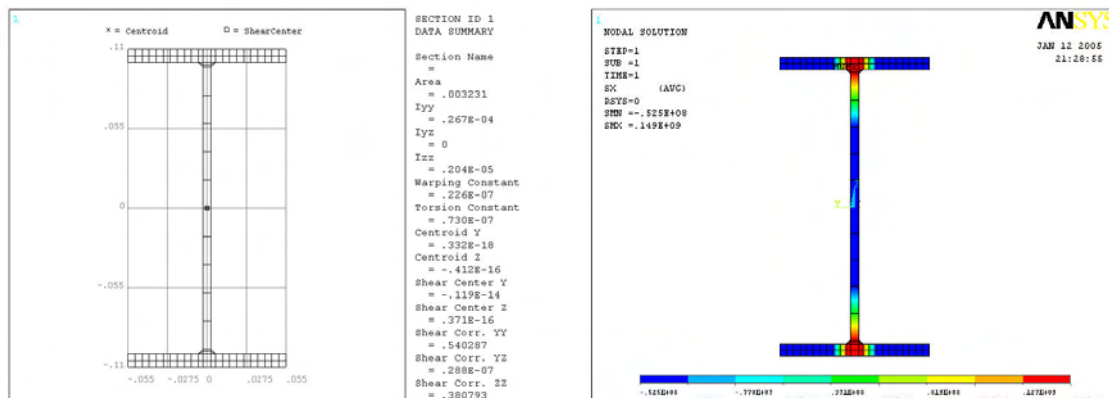 1
× = Centroid
□ = ShearCenter
.11
.055
0
-.055
-.11
-.055
-.0275
0
.0275
.055
SECTION ID 1
DATA SUMMARY
Section Name
=
Area
= .003231
Iyy
= .267E-04
Iyz
= 0
Izz
= .204E-05
Warping Constant
= .226E-07
Torsion Constant
= .730E-07
Centroid Y
= .332E-18
Centroid Z
= -.412E-16
Shear Center Y
= -.119E-14
Shear Center Z
= .371E-16
Shear Corr. YY
= .540287
Shear Corr. YZ
= .288E-07
Shear Corr. ZZ
= .380793
1
NODAL SOLUTION
STEP=1
SUB =1
TIME=1
SX (AVG)
RSYS=0
SMN =-.525E+08
SMX =.149E+09
ANSYS
JAN 12 2005
21:28:55
Y
-.525E+08
-.770E+07
.371E+08
.819E+08
.127E+09